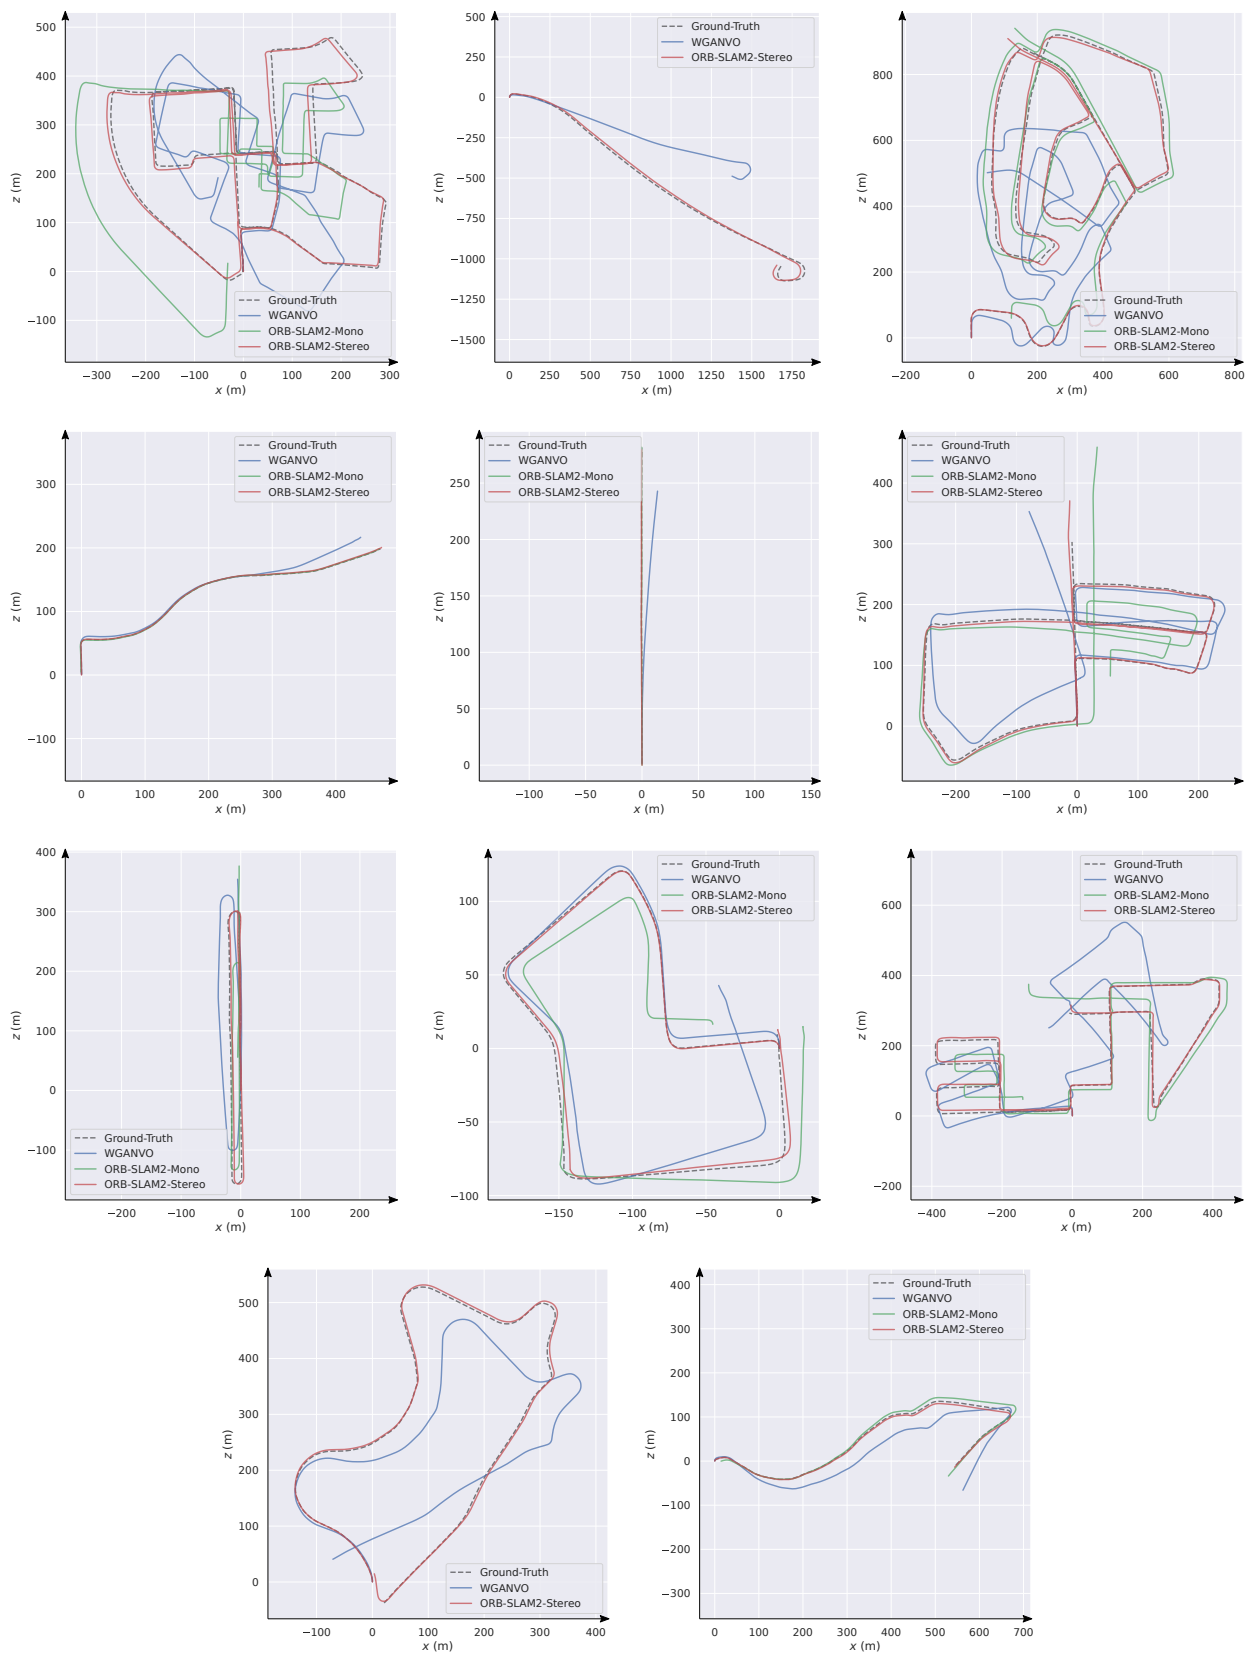 500
400
300
200
100
0
−100
z (m)
−300
−200
−100
0
100
200
300
x (m)
Ground-Truth
WGANVO
ORB-SLAM2-Mono
ORB-SLAM2-Stereo
500
250
0
−250
−500
−750
−1000
−1250
−1500
z (m)
0
250
500
750
1000
1250
1500
1750
x (m)
Ground-Truth
WGANVO
ORB-SLAM2-Stereo
800
600
400
200
0
z (m)
−200
0
200
400
600
800
x (m)
Ground-Truth
WGANVO
ORB-SLAM2-Mono
ORB-SLAM2-Stereo
300
200
100
0
−100
z (m)
0
100
200
300
400
x (m)
Ground-Truth
WGANVO
ORB-SLAM2-Mono
ORB-SLAM2-Stereo
250
200
150
100
50
0
z (m)
−100
−50
0
50
100
150
x (m)
Ground-Truth
WGANVO
ORB-SLAM2-Mono
ORB-SLAM2-Stereo
400
300
200
100
0
z (m)
−200
−100
0
100
200
x (m)
Ground-Truth
WGANVO
ORB-SLAM2-Mono
ORB-SLAM2-Stereo
400
300
200
100
0
−100
z (m)
−200
−100
0
100
200
x (m)
Ground-Truth
WGANVO
ORB-SLAM2-Mono
ORB-SLAM2-Stereo
100
50
0
−50
−100
z (m)
−150
−100
−50
0
x (m)
Ground-Truth
WGANVO
ORB-SLAM2-Mono
ORB-SLAM2-Stereo
600
400
200
0
−200
z (m)
−400
−200
0
200
400
x (m)
Ground-Truth
WGANVO
ORB-SLAM2-Mono
ORB-SLAM2-Stereo
500
400
300
200
100
0
z (m)
−100
0
100
200
300
400
x (m)
Ground-Truth
WGANVO
ORB-SLAM2-Stereo
400
300
200
100
0
−100
−200
−300
z (m)
0
100
200
300
400
500
600
700
x (m)
Ground-Truth
WGANVO
ORB-SLAM2-Mono
ORB-SLAM2-Stereo